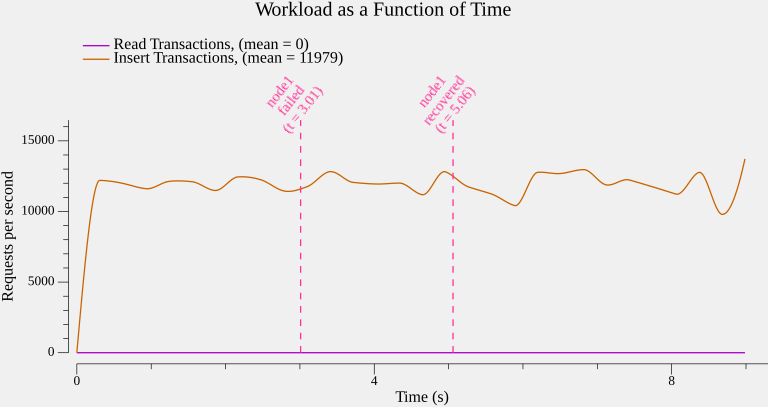 Workload as a Function of Time
Read Transactions, (mean = 0)
Insert Transactions, (mean = 11979)
node1
failed
(t = 3.01)
node1
recovered
(t = 5.06)
Requests per second
15000
10000
5000
0
0
4
8
Time (s)